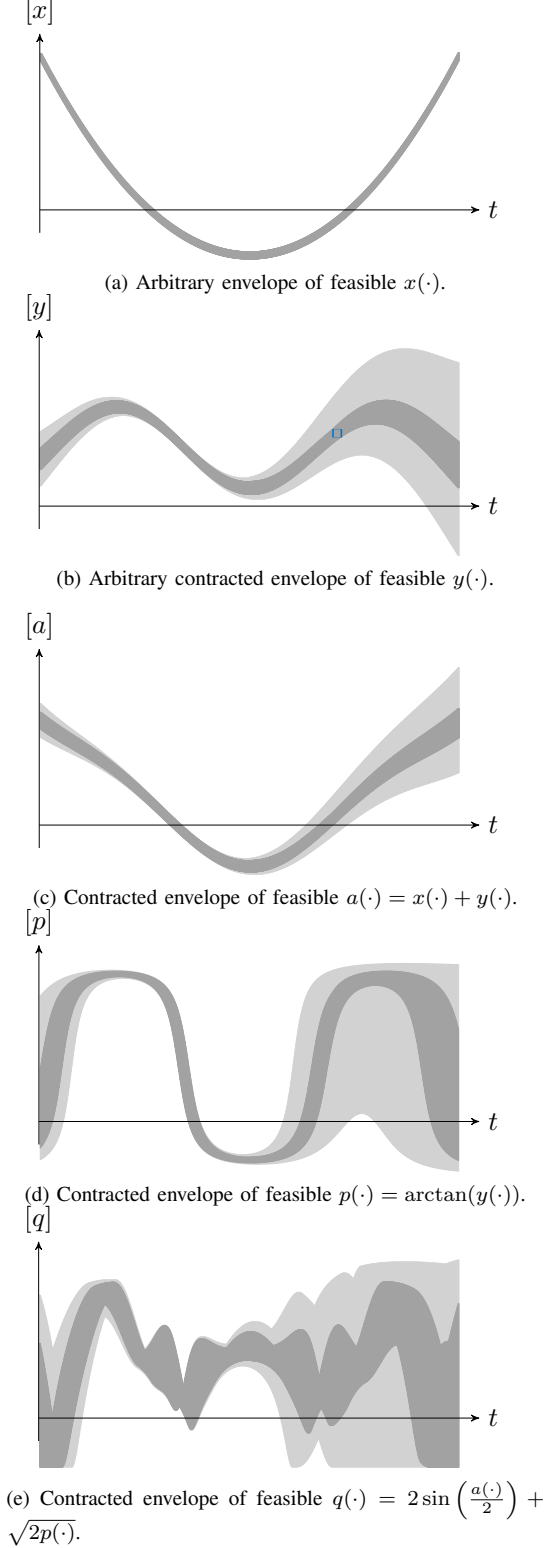 [x]
t
(a) Arbitrary envelope of feasible x(·).
[y]
t
(b) Arbitrary contracted envelope of feasible y(·).
[a]
t
(c) Contracted envelope of feasible a(·) = x(·) + y(·).
[p]
t
(d) Contracted envelope of feasible p(·) = arctan(y(·)).
[q]
t
(e) Contracted envelope of feasible q(·) = 2 sin (a(·)/2) +
√2p(·).